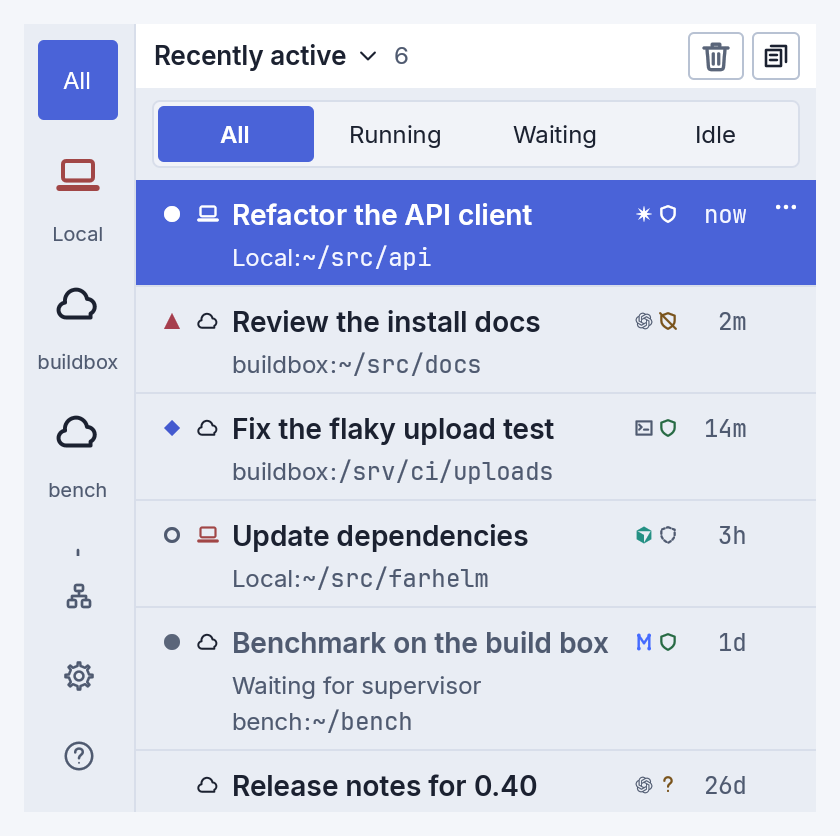 All
Local
buildbox
bench
Recently active 6
All Running Waiting Idle
Refactor the API client now
Local:~/src/api
Review the install docs 2m
buildbox:~/src/docs
Fix the flaky upload test 14m
buildbox:/srv/ci/uploads
Update dependencies 3h
Local:~/src/farhelm
Benchmark on the build box 1d
Waiting for supervisor
bench:~/bench
Release notes for 0.40 ? 26d